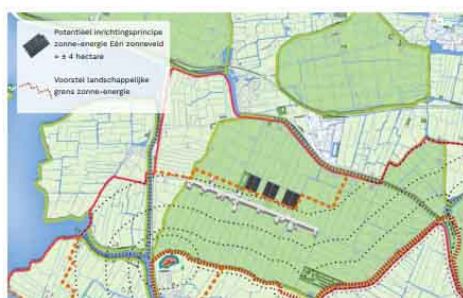 Potentieel inrichtingsprincipe
zonne-energie Eén zonneveld
= ± 4 hectare
Voorstel landschappelijke
grens zonne-energie